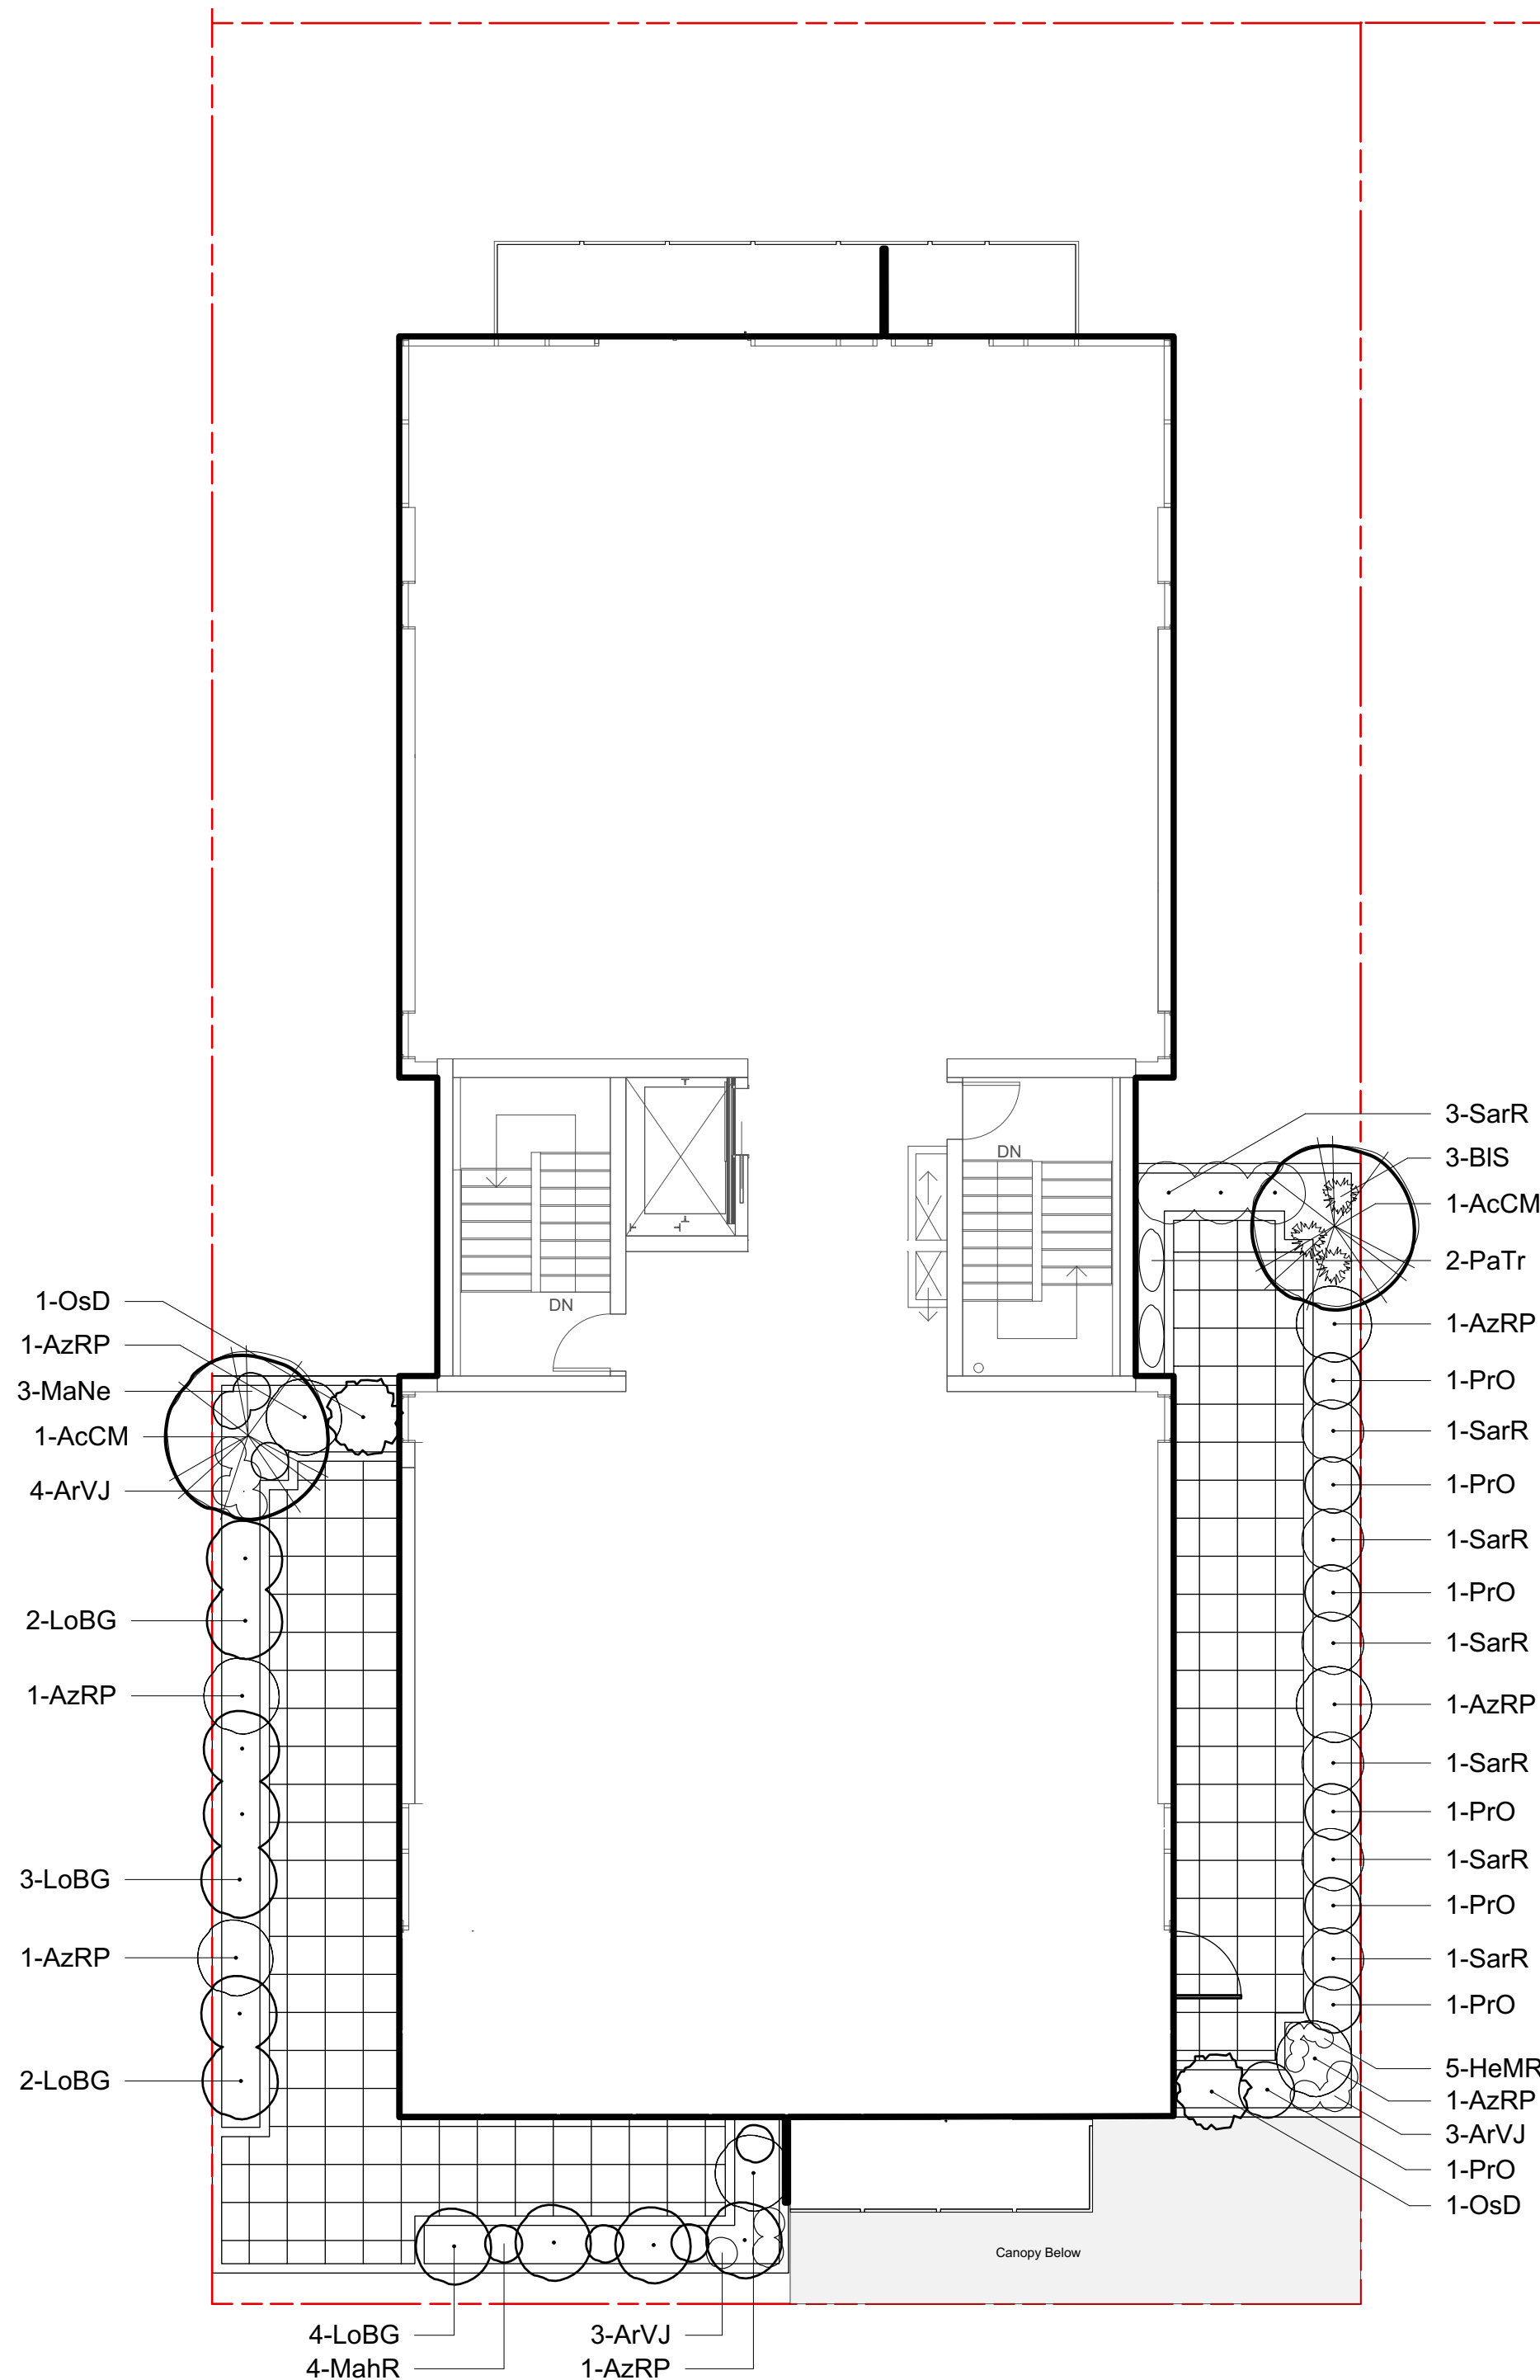 DN
DN
3-SarR
3-BlS
1-AcCM
2-PaTr
1-AzRP
1-PrO
1-SarR
1-PrO
1-SarR
1-PrO
1-SarR
1-AzRP
1-SarR
1-PrO
1-SarR
1-PrO
1-SarR
1-PrO
5-HeMR
1-AzRP
3-ArVJ
1-PrO
1-OsD
1-OsD
1-AzRP
3-MaNe
1-AcCM
4-ArVJ
2-LoBG
1-AzRP
3-LoBG
1-AzRP
2-LoBG
Canopy Below
4-LoBG
4-MahR
3-ArVJ
1-AzRP